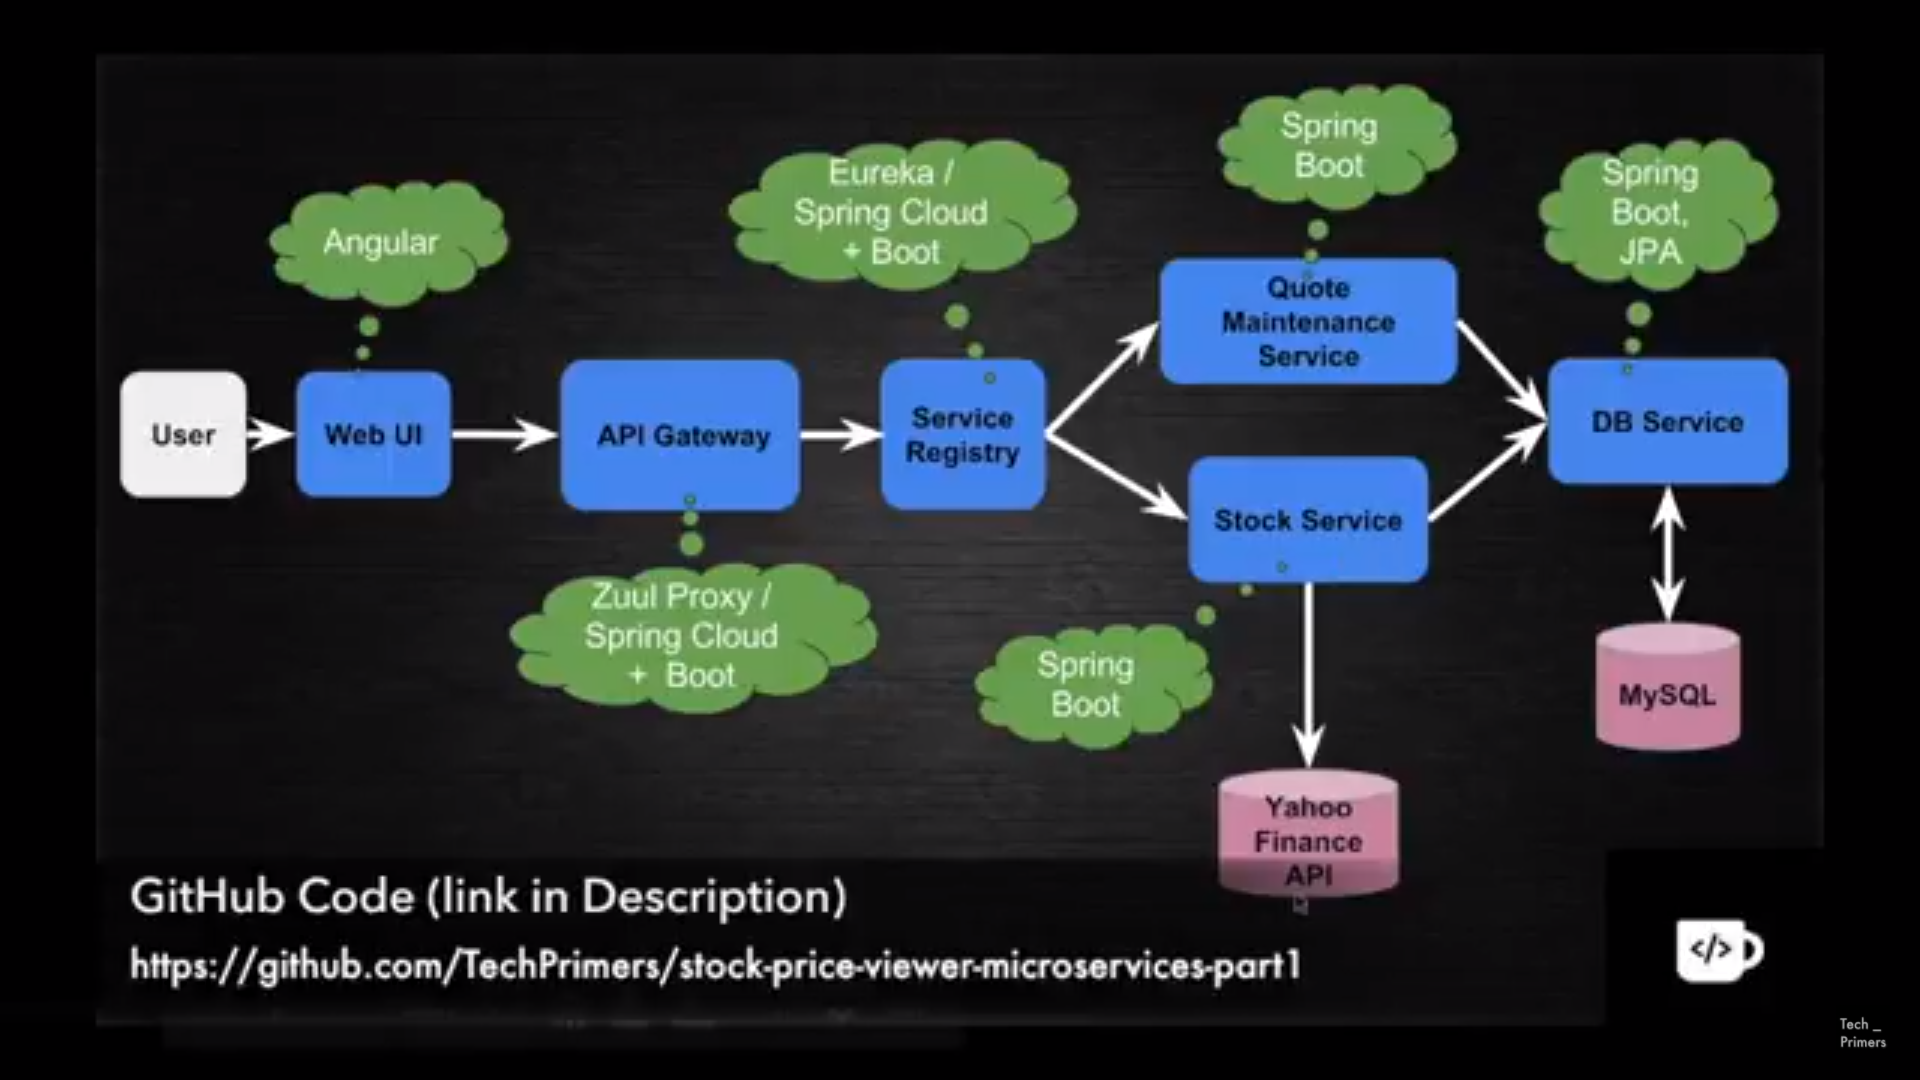 Spring
Boot
Eureka /
Spring Cloud
+ Boot
Spring
Boot,
JPA
Angular
Quote
Maintenance
Service
User
Web UI
API Gateway
Service
Registry
DB Service
Stock Service
Zuul Proxy /
Spring Cloud
+ Boot
Spring
Boot
MySQL
Yahoo
Finance
API
GitHub Code (link in Description)
https://github.com/TechPrimers/stock-price-viewer-microservices-part1
</>
Tech _
Primers